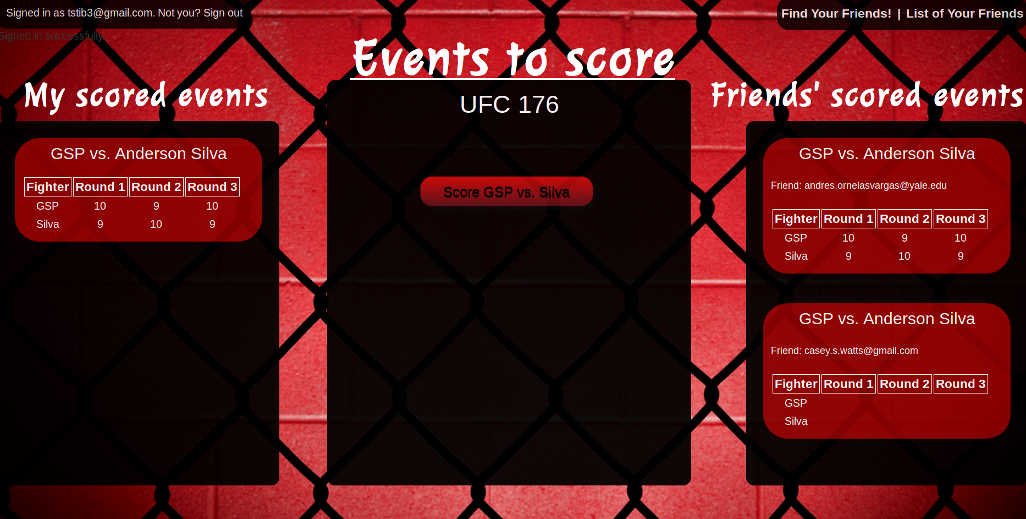 Signed in as tstib3@gmail.com. Not you? Sign out
Find Your Friends! | List of Your Friends
Signed in successfully.
Events to score
My scored events
Friends' scored events
UFC 176
GSP vs. Anderson Silva
Fighter Round 1 Round 2 Round 3
GSP 10 9 10
Silva 9 10 9
Score GSP vs. Silva
GSP vs. Anderson Silva
Friend: andres.ornelasvargas@yale.edu
Fighter Round 1 Round 2 Round 3
GSP 10 9 10
Silva 9 10 9
GSP vs. Anderson Silva
Friend: casey.s.watts@gmail.com
Fighter Round 1 Round 2 Round 3
GSP
Silva